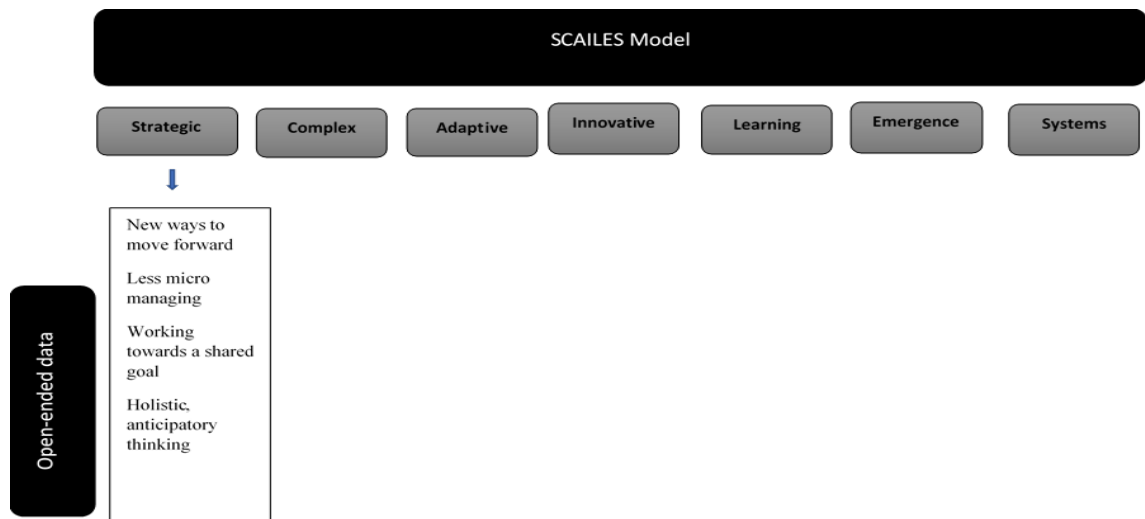 SCAILES Model
Strategic
Complex
Adaptive
Innovative
Learning
Emergence
Systems
New ways to
move forward
Less micro
managing
Working
towards a shared
goal
Holistic,
anticipatory
thinking
Open-ended data